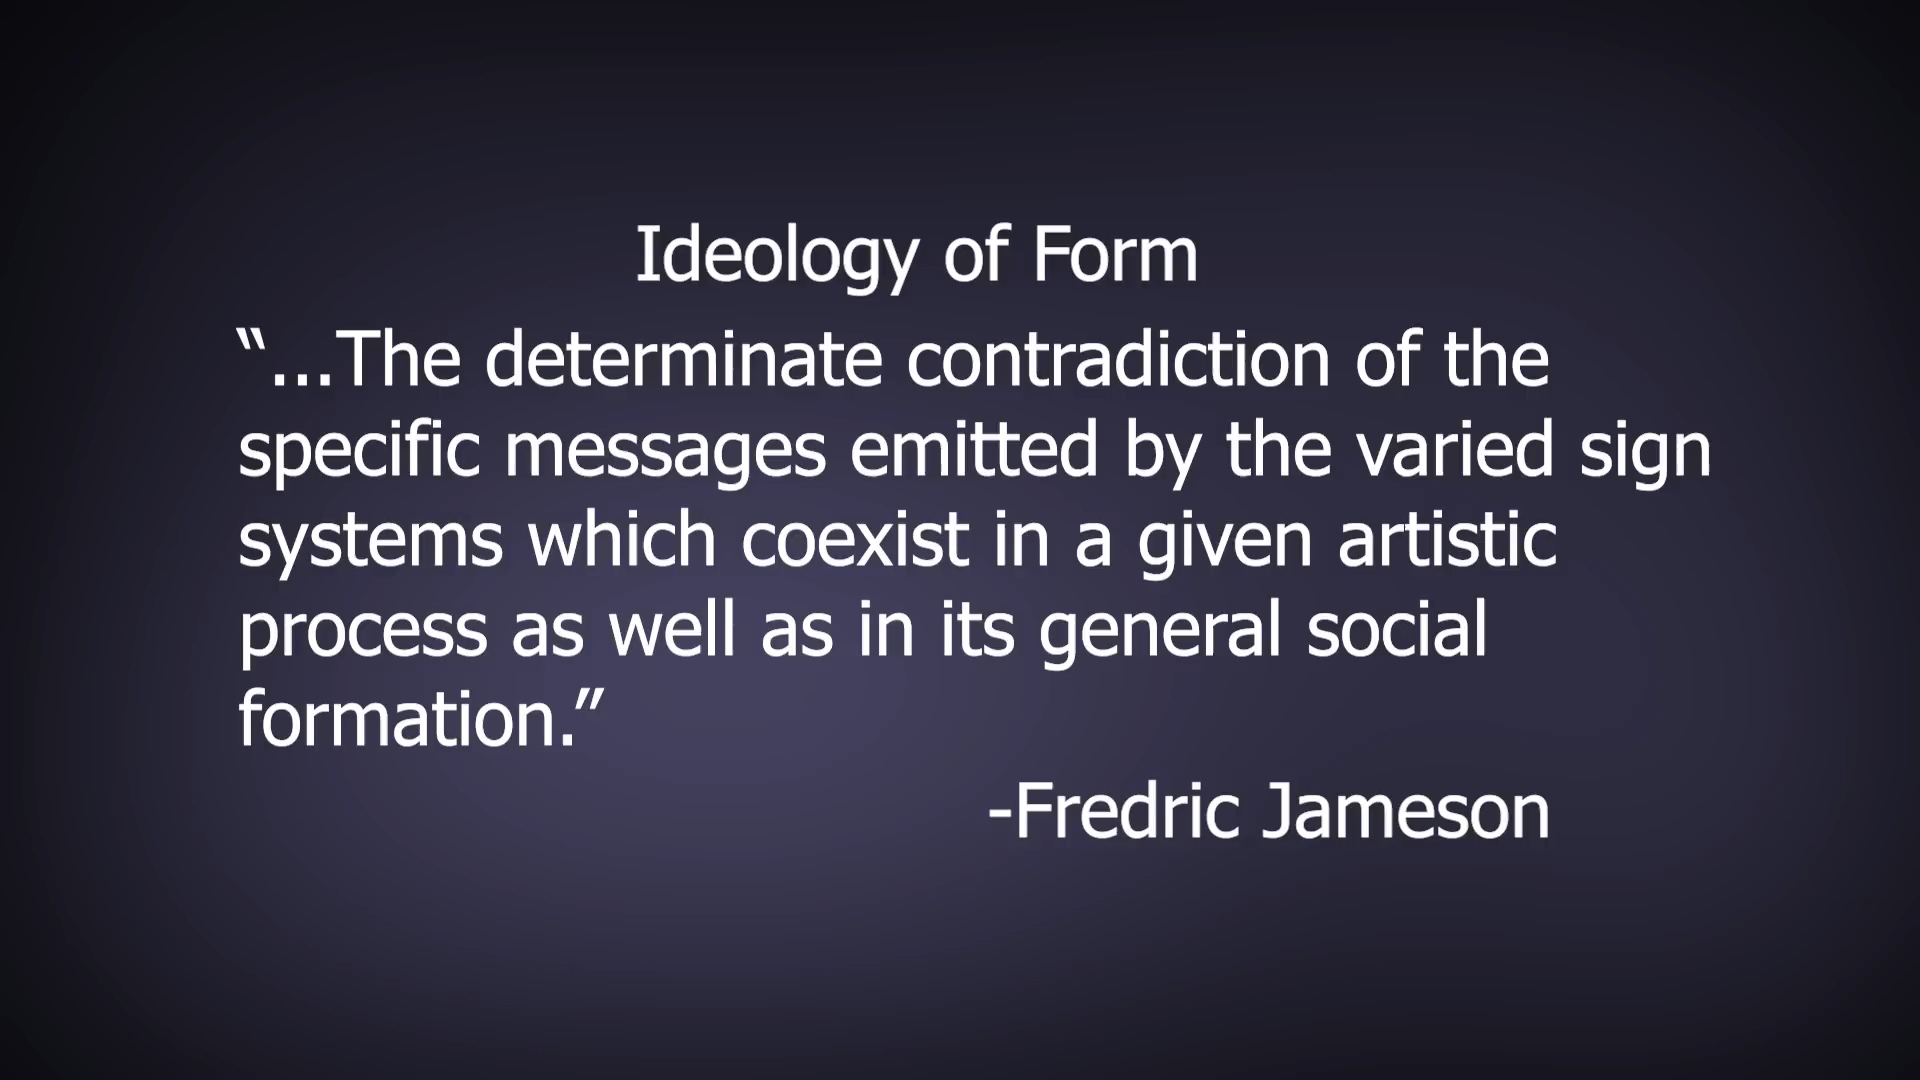 Ideology of Form
“...The determinate contradiction of the
specific messages emitted by the varied sign
systems which coexist in a given artistic
process as well as in its general social
formation.”
-Fredric Jameson